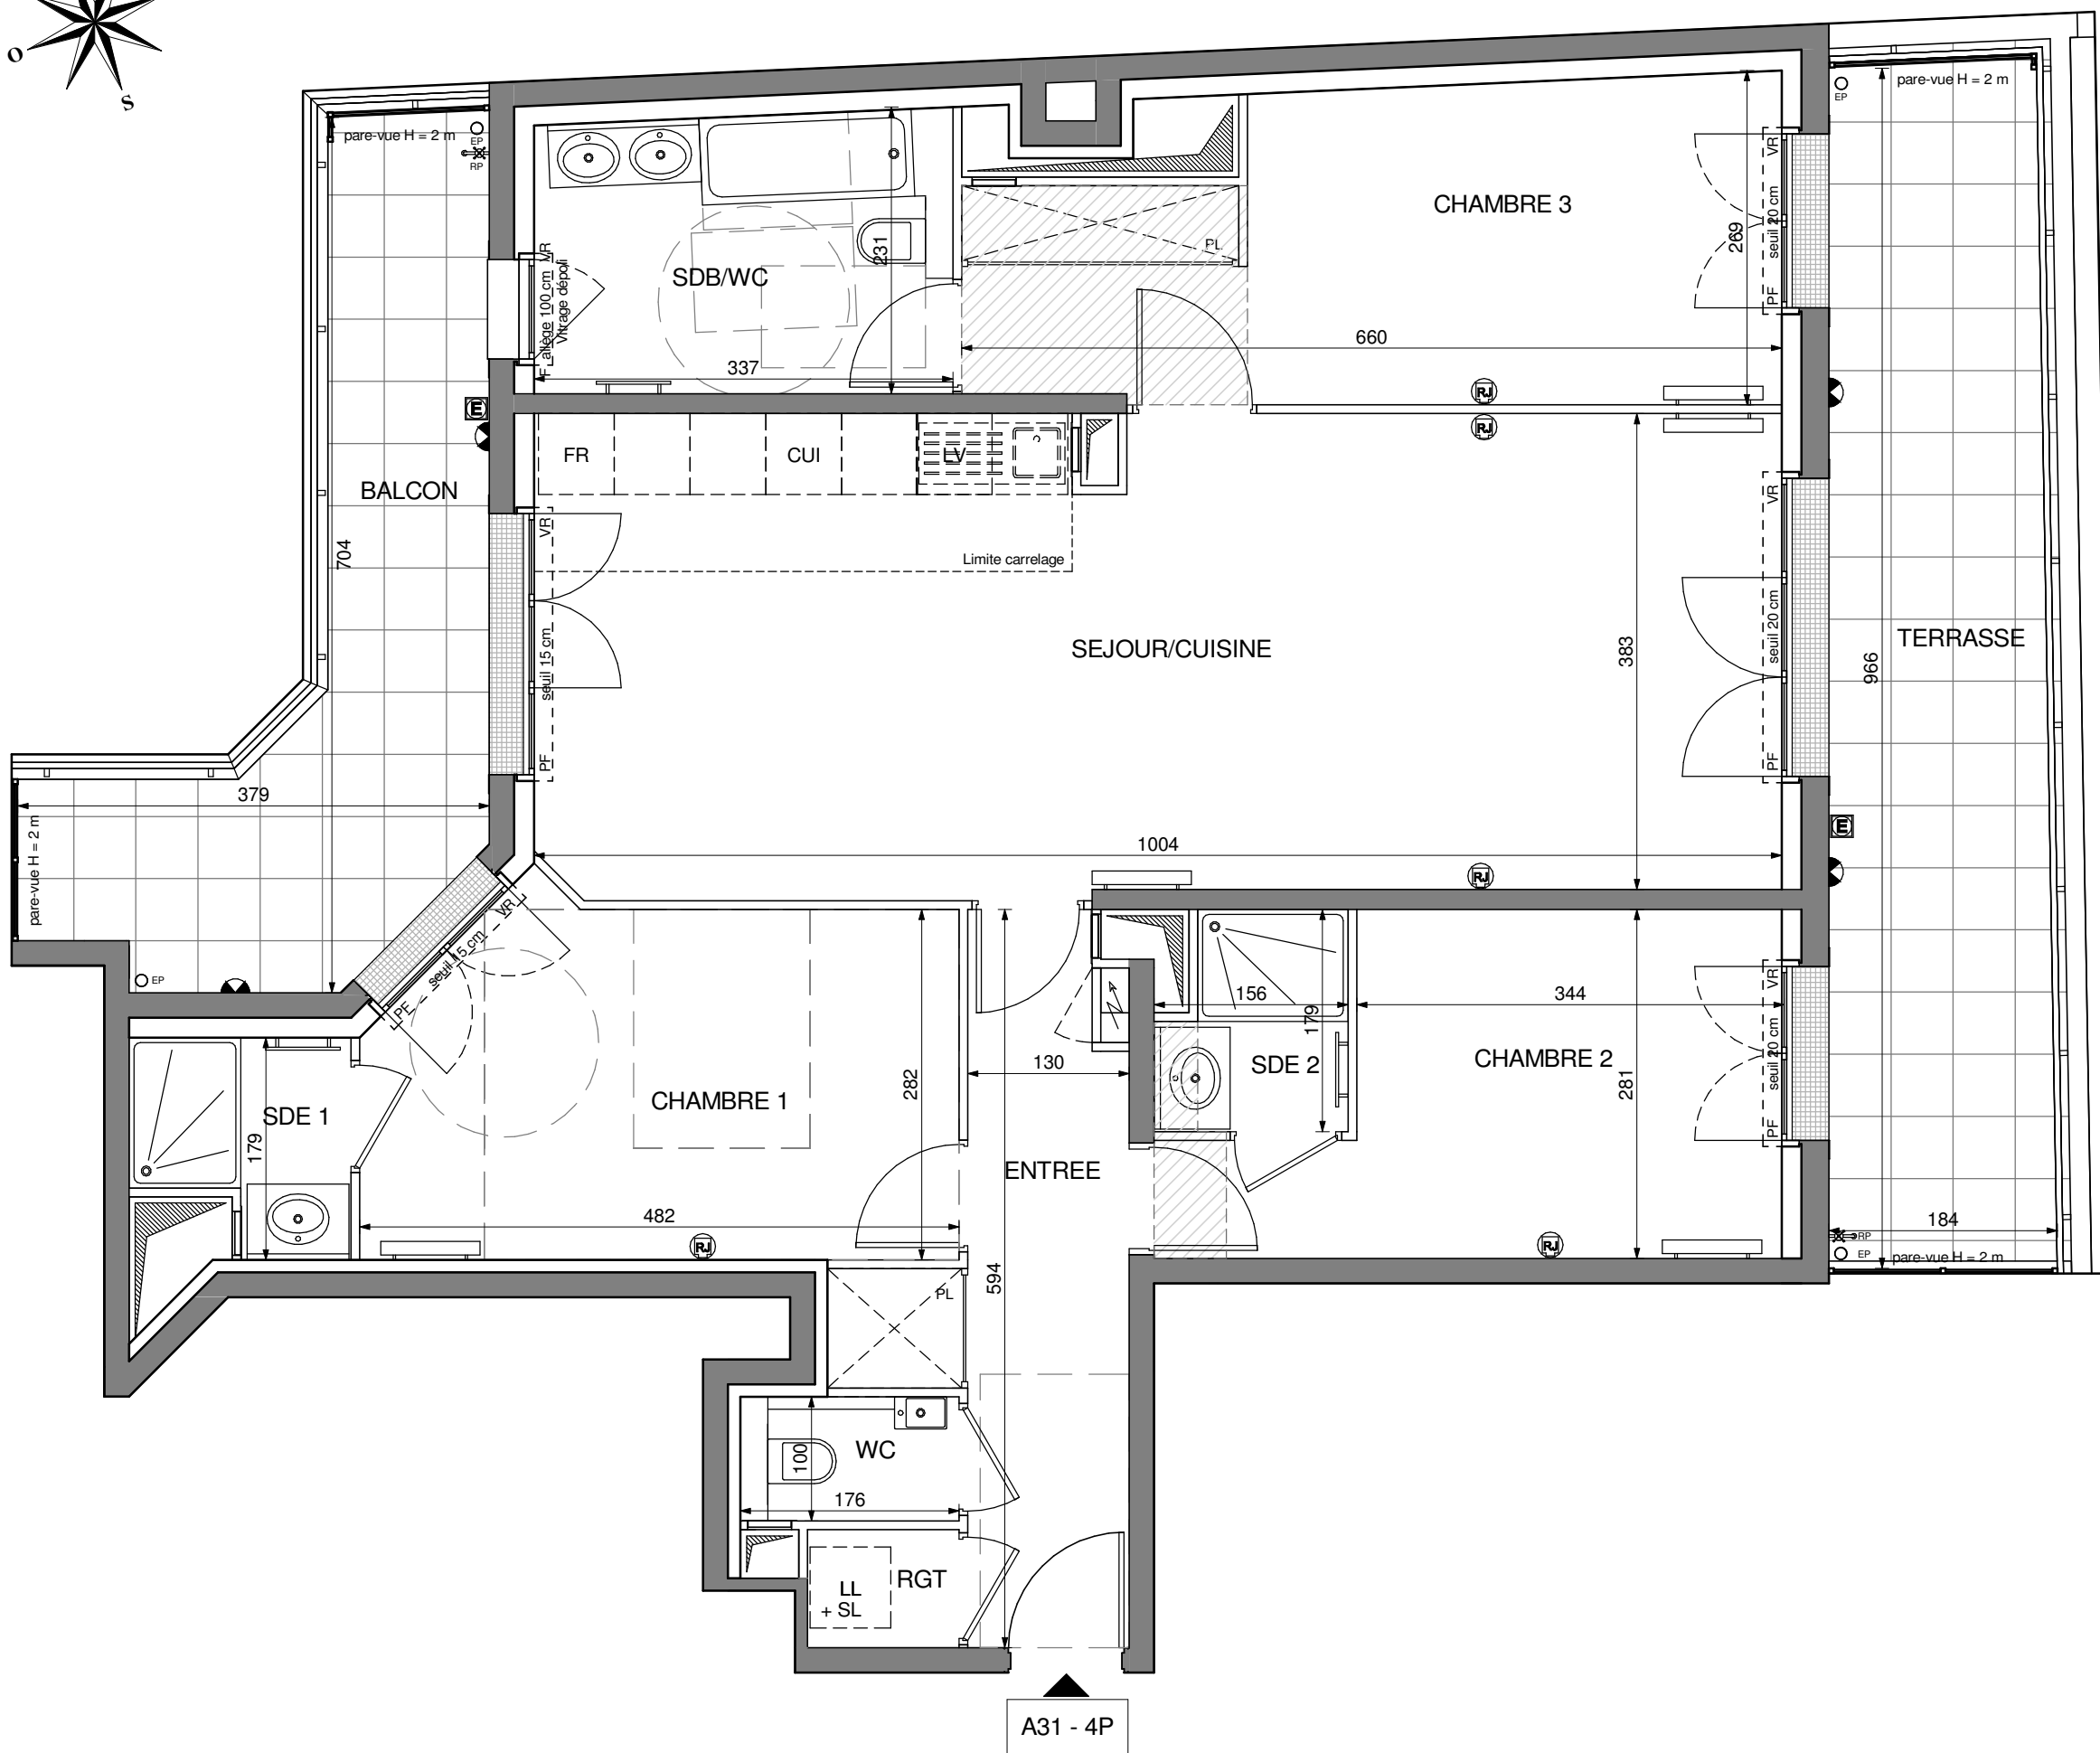 O
S
pare-vue H = 2 m
EP
RP
pare-vue H = 2 m
EP
CHAMBRE 3
PL
269
VR
seuil 20 cm
PF
231
SDB/WC
VR
F allège 100 cm
Vitrage dépoli
337
660
RJ
RJ
E
FR
CUI
LV
BALCON
704
VR
seuil 15 cm
PF
Limite carrelage
SEJOUR/CUISINE
383
VR
seuil 20 cm
PF
TERRASSE
966
379
pare-vue H = 2 m
E
1004
RJ
EP
VR
seuil 15 cm
PF
156
344
179
SDE 2
CHAMBRE 2
281
VR
seuil 20 cm
PF
130
282
CHAMBRE 1
SDE 1
179
ENTREE
482
RJ
RJ
184
RP
EP
pare-vue H = 2 m
594
PL
WC
100
176
RGT
LL
+ SL
A31 - 4P